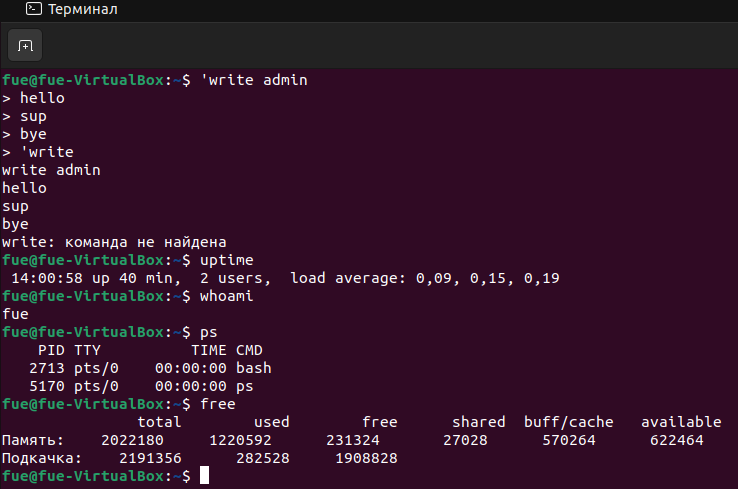 Терминал
fue@fue-VirtualBox:~$ 'write admin
> hello
> sup
> bye
> 'write
write admin
hello
sup
bye
write: команда не найдена
fue@fue-VirtualBox:~$ uptime
 14:00:58 up 40 min,  2 users,  load average: 0,09, 0,15, 0,19
fue@fue-VirtualBox:~$ whoami
fue
fue@fue-VirtualBox:~$ ps
    PID TTY          TIME CMD
   2713 pts/0    00:00:00 bash
   5170 pts/0    00:00:00 ps
fue@fue-VirtualBox:~$ free
               total        used        free      shared  buff/cache   available
Память:    2022180     1220592      231324       27028      570264      622464
Подкачка:    2191356      282528     1908828
fue@fue-VirtualBox:~$